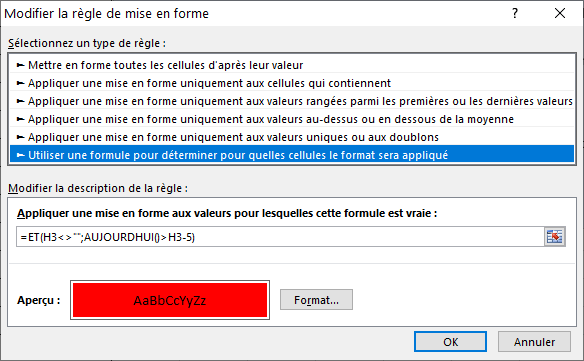 Modifier la règle de mise en forme
Sélectionnez un type de règle :
► Mettre en forme toutes les cellules d'après leur valeur
► Appliquer une mise en forme uniquement aux cellules qui contiennent
► Appliquer une mise en forme uniquement aux valeurs rangées parmi les premières ou les dernières valeurs
► Appliquer une mise en forme uniquement aux valeurs au-dessus ou en dessous de la moyenne
► Appliquer une mise en forme uniquement aux valeurs uniques ou aux doublons
► Utiliser une formule pour déterminer pour quelles cellules le format sera appliqué
Modifier la description de la règle :
Appliquer une mise en forme aux valeurs pour lesquelles cette formule est vraie :
=ET(H3<>"";AUJOURDHUI()>H3-5)
Aperçu : AaBbCcYyZz Format...
OK Annuler